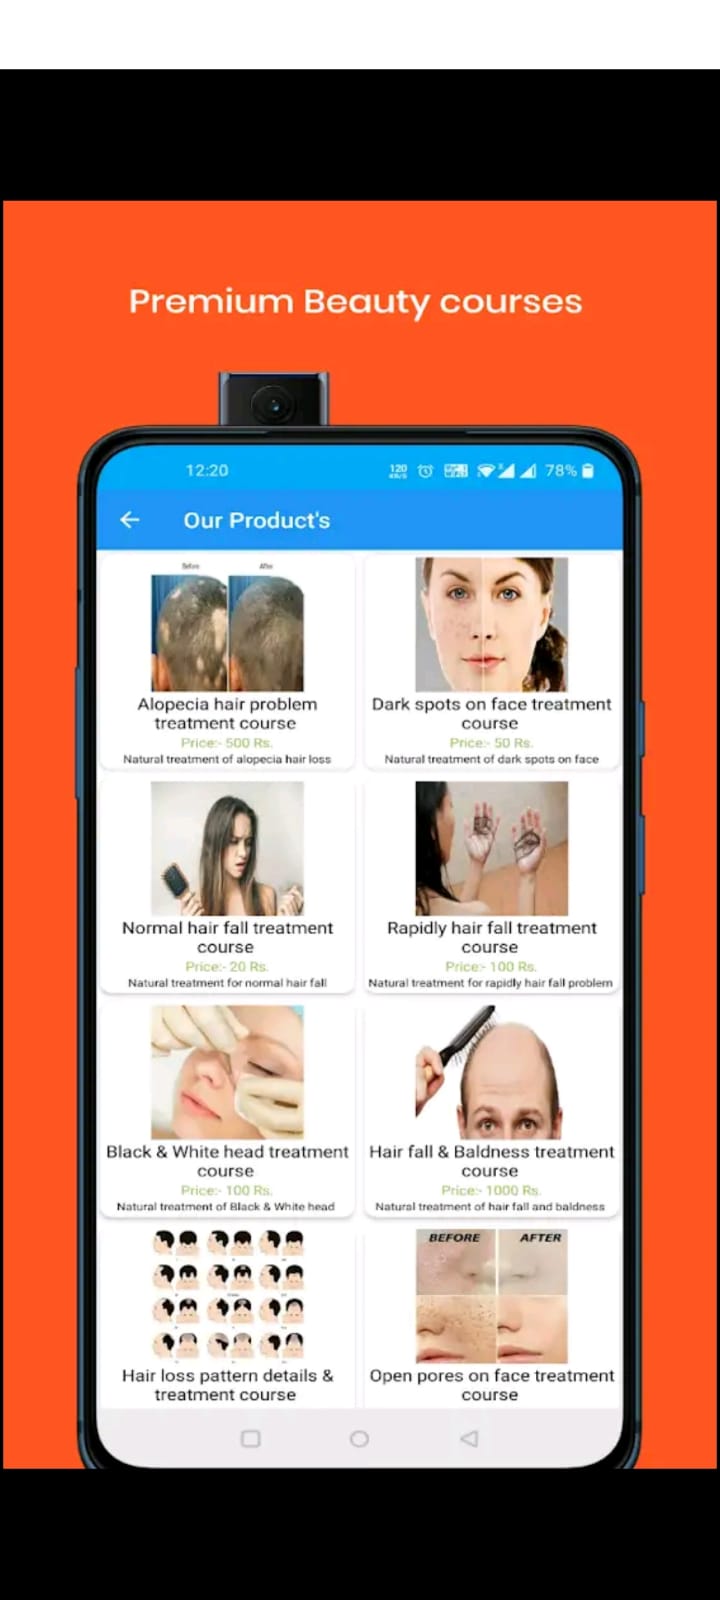 Premium Beauty courses
12:20
120
KB/S
78%
Our Product's
Before
After
Alopecia hair problem
treatment course
Price:- 500 Rs.
Natural treatment of alopecia hair loss
Dark spots on face treatment
course
Price:- 50 Rs.
Natural treatment of dark spots on face
Normal hair fall treatment
course
Price:- 20 Rs.
Natural treatment for normal hair fall
Rapidly hair fall treatment
course
Price:- 100 Rs.
Natural treatment for rapidly hair fall problem
Black & White head treatment
course
Price:- 100 Rs.
Natural treatment of Black & White head
Hair fall & Baldness treatment
course
Price:- 1000 Rs.
Natural treatment of hair fall and baldness
Hair loss pattern details &
treatment course
BEFORE
AFTER
Open pores on face treatment
course